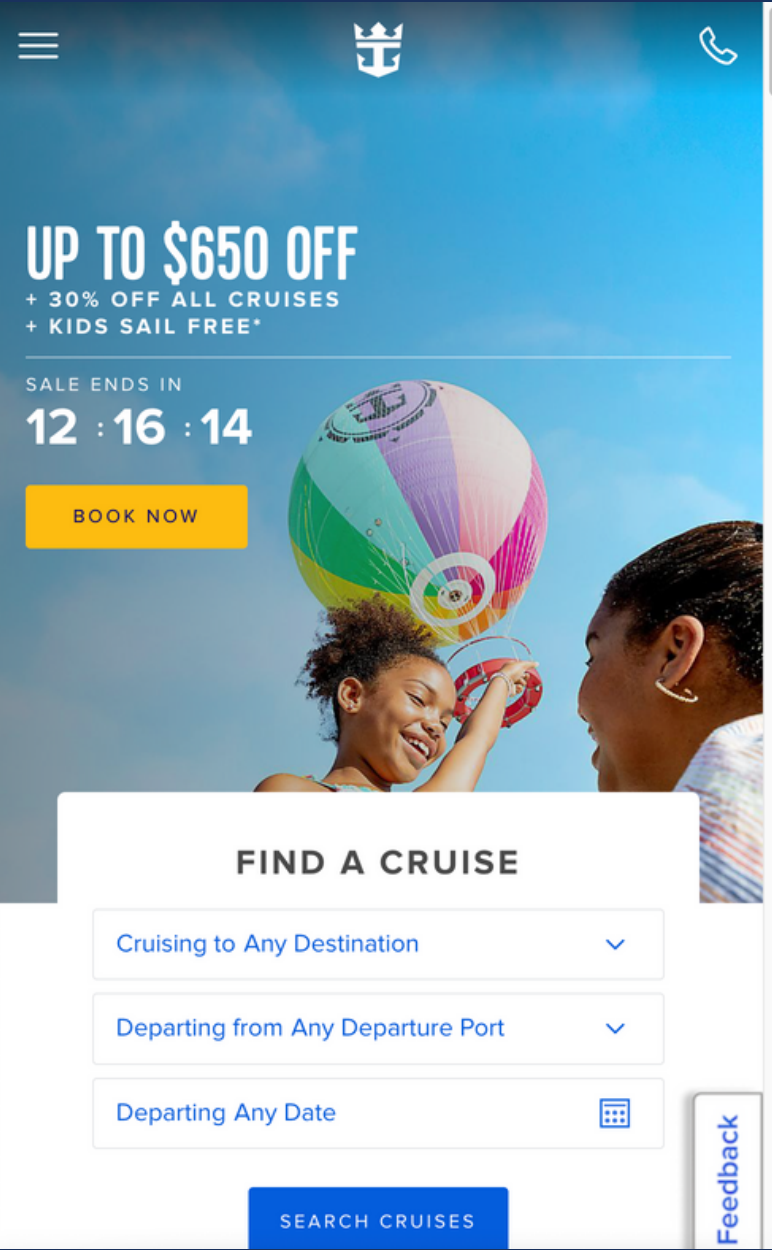 UP TO $650 OFF
+ 30% OFF ALL CRUISES
+ KIDS SAIL FREE*
SALE ENDS IN
12 : 16 : 14
BOOK NOW
FIND A CRUISE
Cruising to Any Destination
Departing from Any Departure Port
Departing Any Date
Feedback
SEARCH CRUISES